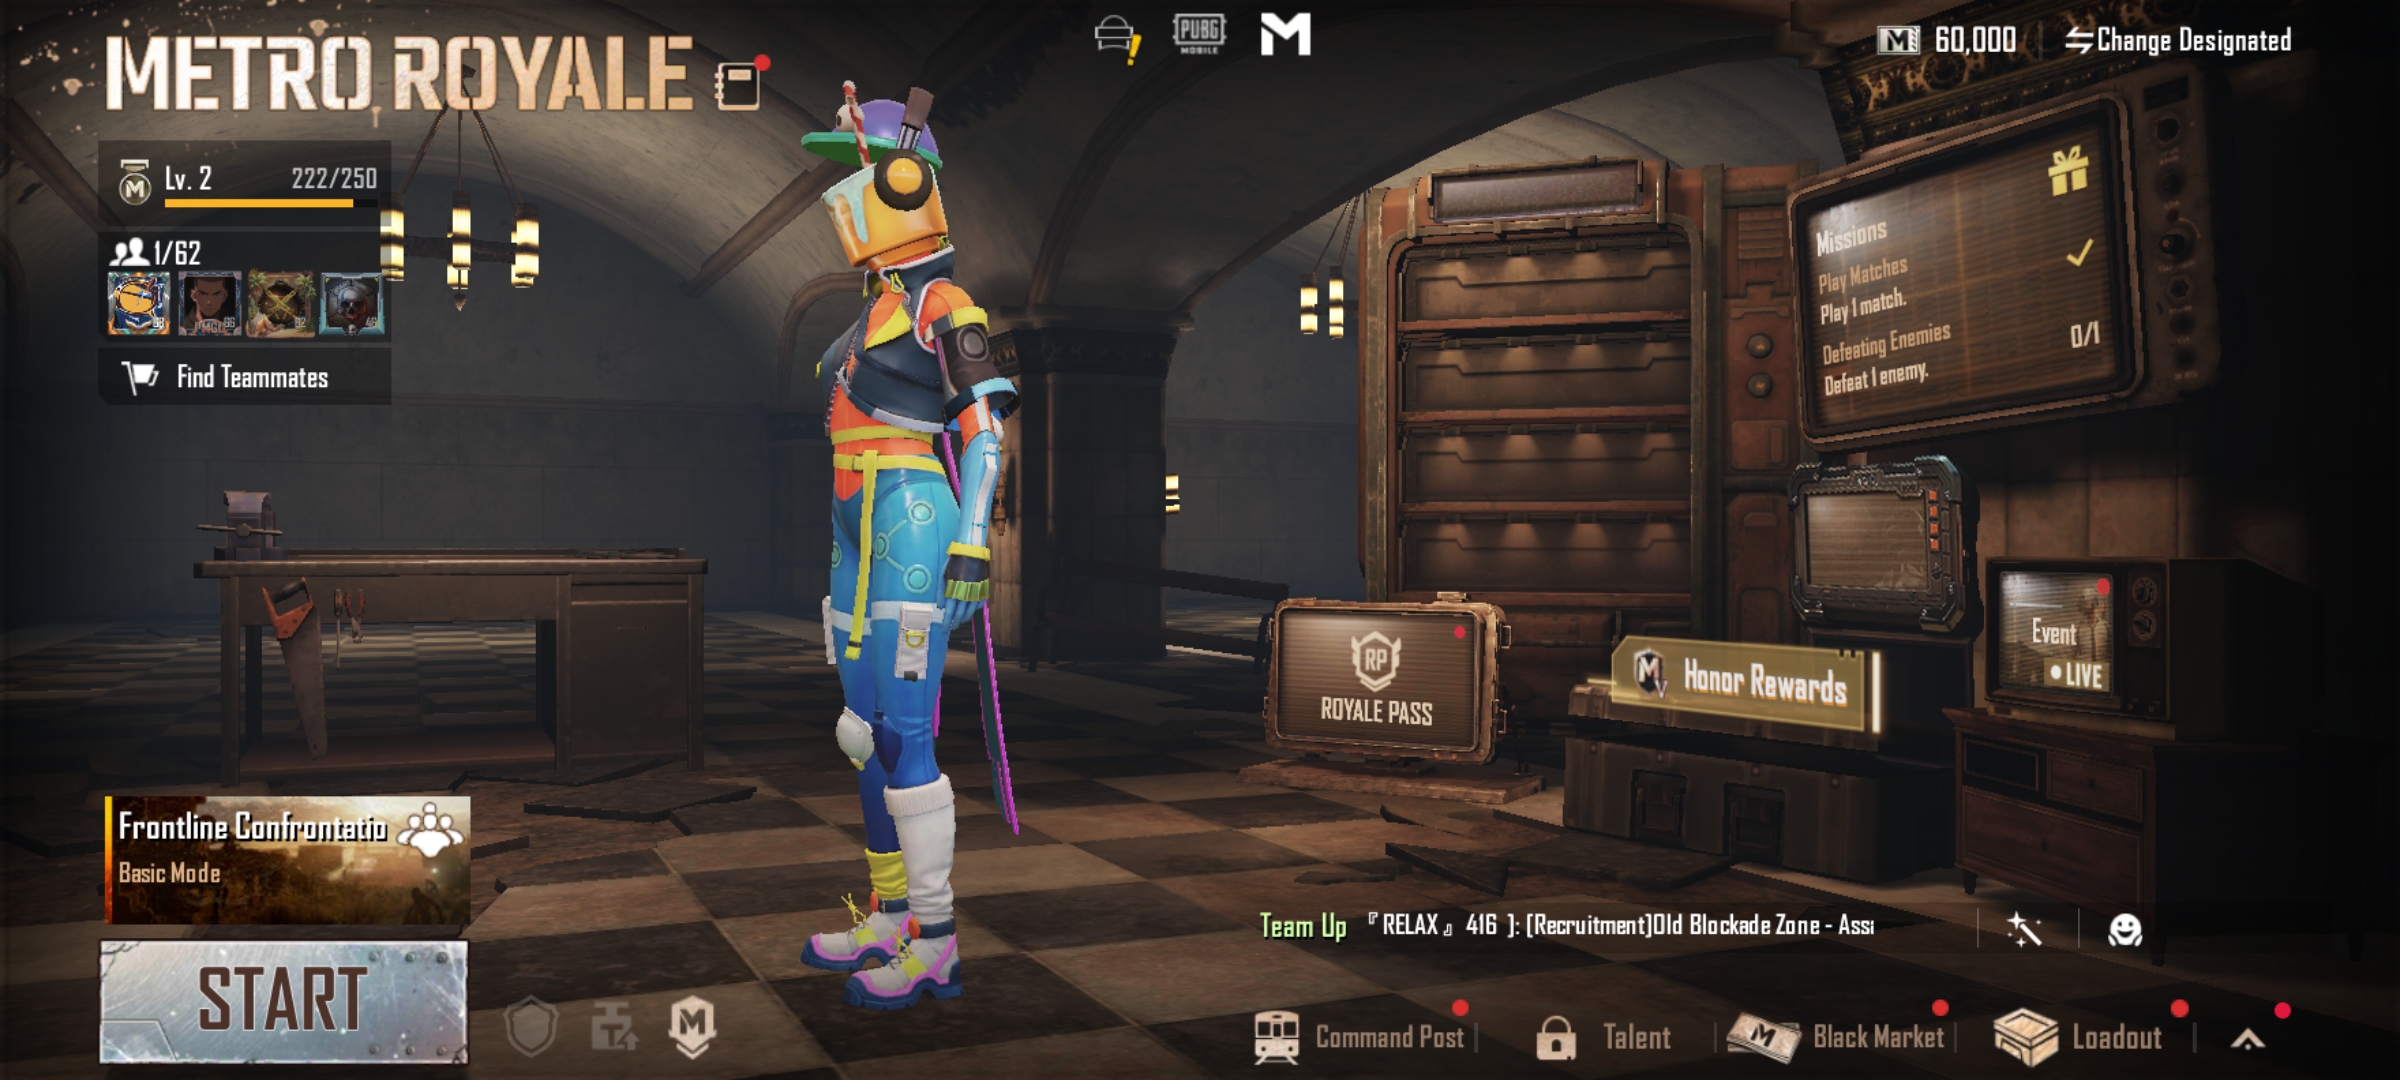 METRO ROYALE
PUBG
MOBILE
60,000
Change Designated
Lv. 2
222/250
1/62
Find Teammates
Missions
Play Matches
Play 1 match.
Defeating Enemies
0/1
Defeat 1 enemy.
RP
ROYALE PASS
Honor Rewards
Event
LIVE
Frontline Confrontatio
Basic Mode
START
Team Up 『 RELAX 』 416 ]: [Recruitment]Old Blockade Zone - Ass
Command Post
Talent
Black Market
Loadout